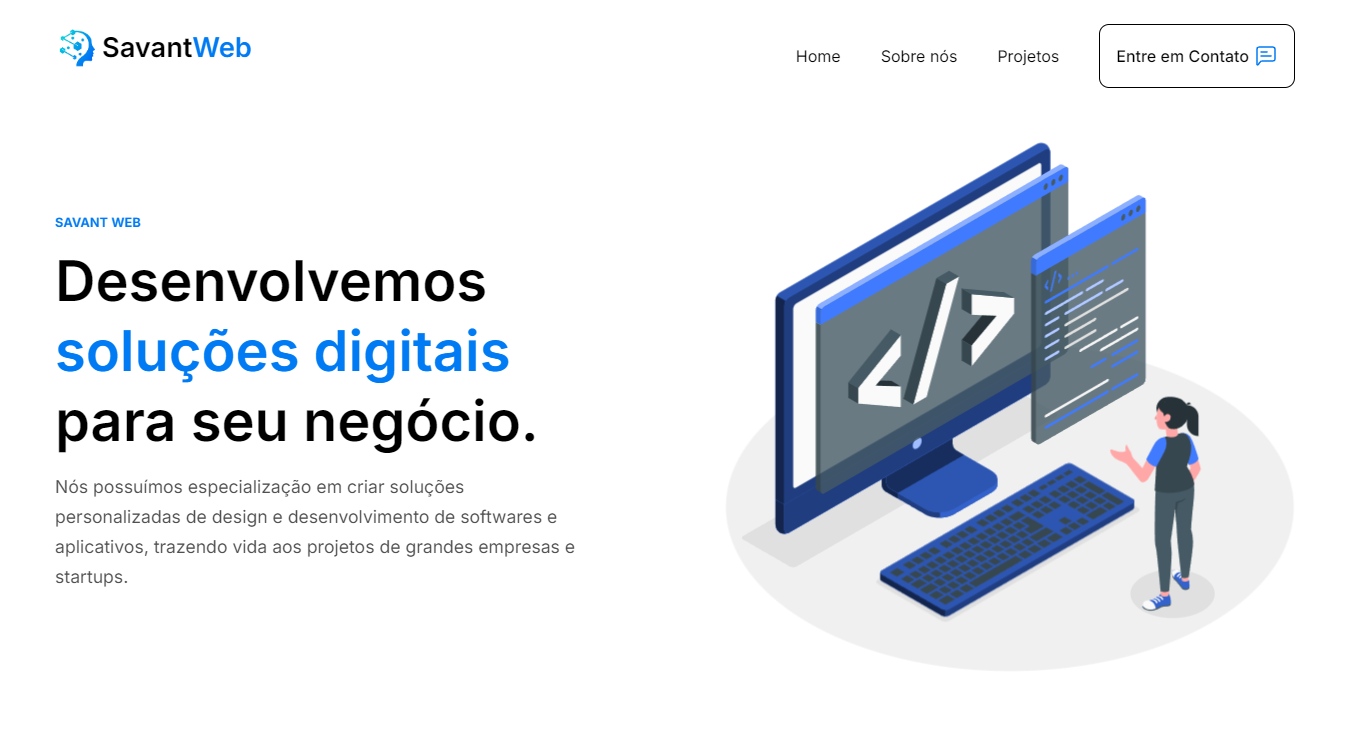 SavantWeb
Home
Sobre nós
Projetos
Entre em Contato
SAVANT WEB
Desenvolvemos
soluções digitais
para seu negócio.
Nós possuímos especialização em criar soluções
personalizadas de design e desenvolvimento de softwares e
aplicativos, trazendo vida aos projetos de grandes empresas e
startups.